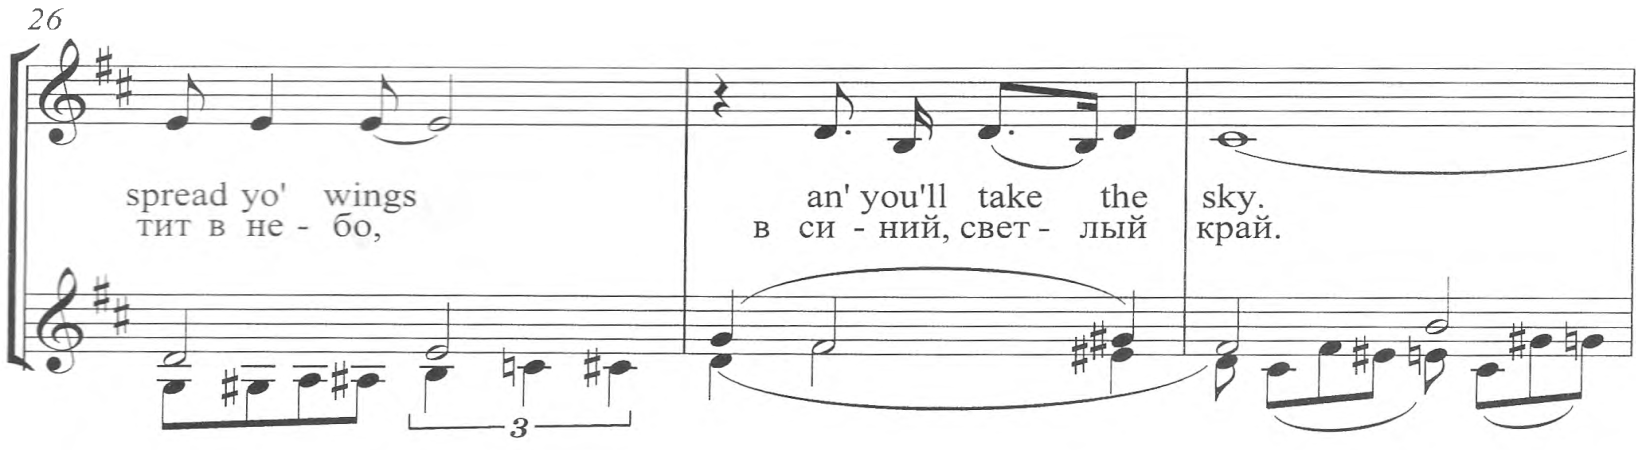 26
spread yo' wings an' you'll take the sky.
тит в не - бо, в си - ний, свет - лый край.
3